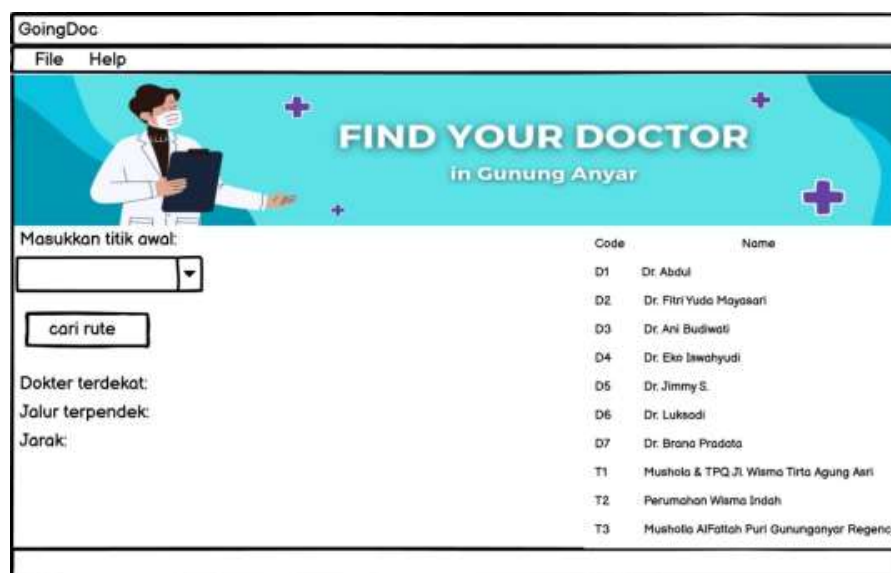 GoingDoc
File Help
FIND YOUR DOCTOR
in Gunung Anyar
Masukkan titik awal:
cari rute
Dokter terdekat:
Jalur terpendek:
Jarak:
Code Name
D1 Dr. Abdul
D2 Dr. Fitri Yuda Mayasari
D3 Dr. Ani Budiwati
D4 Dr. Eko Iswahyudi
D5 Dr. Jimmy S.
D6 Dr. Luksadi
D7 Dr. Brana Pradata
T1 Mushola & TPQ Jl. Wisma Tirta Agung Asri
T2 Perumahan Wisma Indah
T3 Musholla AlFattah Puri Gununganyar Regenc